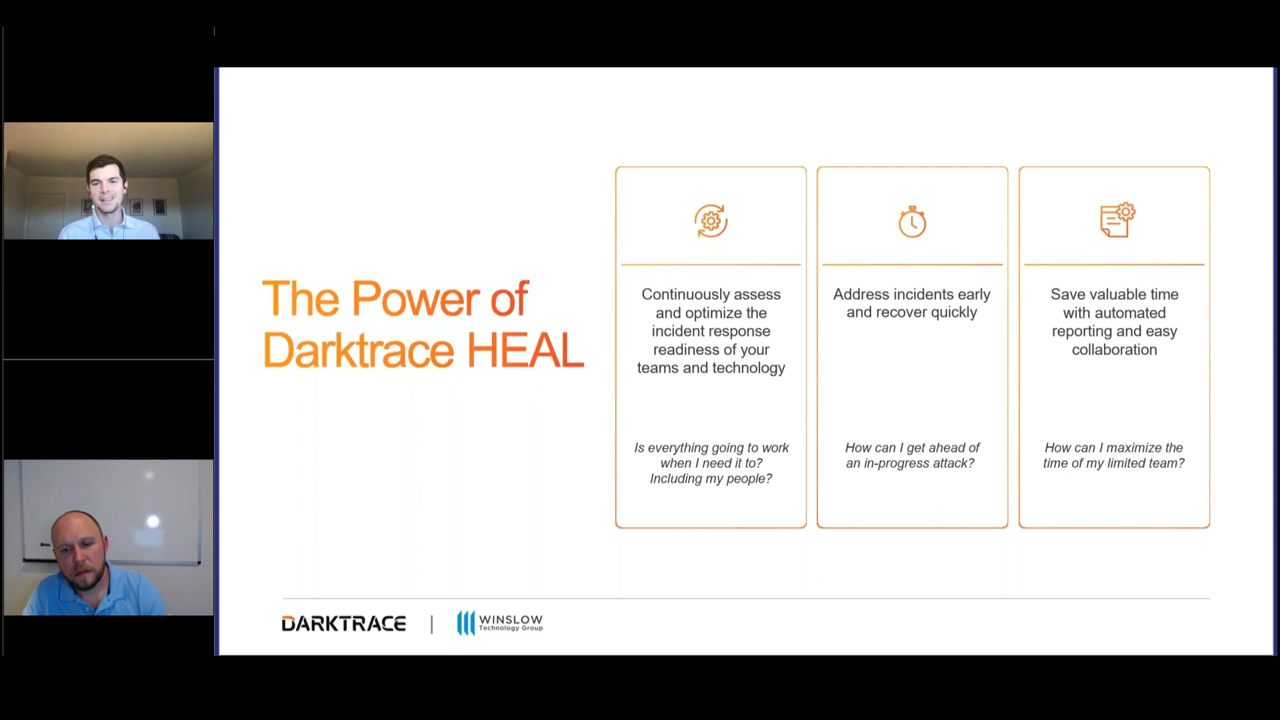 The Power of
Darktrace HEAL
Continuously assess
and optimize the
incident response
readiness of your
teams and technology
Is everything going to work
when I need it to?
Including my people?
Address incidents early
and recover quickly
How can I get ahead of
an in-progress attack?
Save valuable time
with automated
reporting and easy
collaboration
How can I maximize the
time of my limited team?
DARKTRACE
WINSLOW
Technology Group